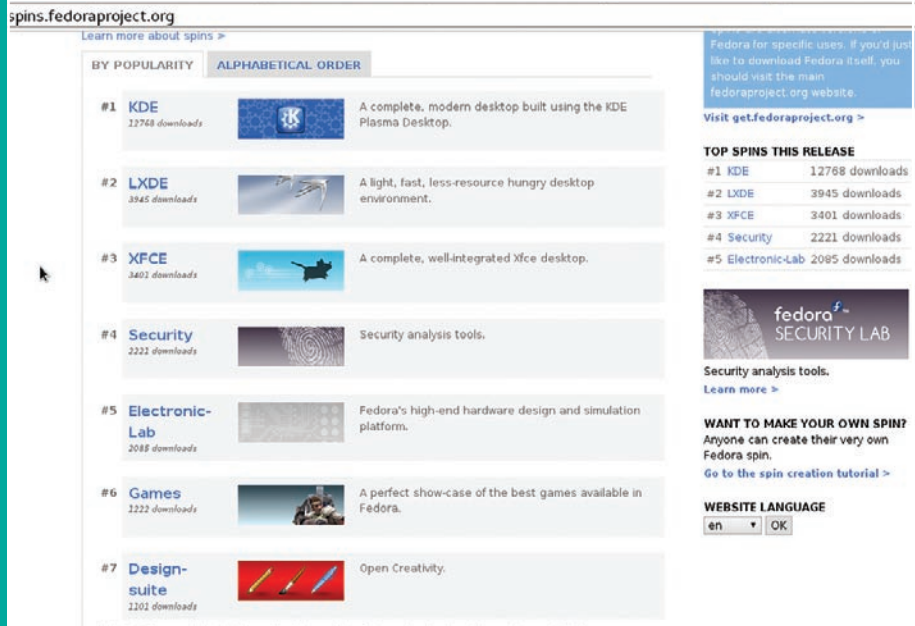 spins.fedoraproject.org
Learn more about spins >
BY POPULARITY
ALPHABETICAL ORDER
#1 KDE
12768 downloads
A complete, modern desktop built using the KDE
Plasma Desktop.
#2 LXDE
3945 downloads
A light, fast, less-resource hungry desktop
environment.
#3 XFCE
3401 downloads
A complete, well-integrated Xfce desktop.
#4 Security
2221 downloads
Security analysis tools.
#5 Electronic-
Lab
2085 downloads
Fedora's high-end hardware design and simulation
platform.
#6 Games
1222 downloads
A perfect show-case of the best games available in
Fedora.
#7 Design-
suite
1101 downloads
Open Creativity.
Fedora for specific uses. If you'd just
like to download Fedora itself, you
should visit the main
fedoraproject.org website.
Visit get.fedoraproject.org >
TOP SPINS THIS RELEASE
#1 KDE 12768 downloads
#2 LXDE 3945 downloads
#3 XFCE 3401 downloads
#4 Security 2221 downloads
#5 Electronic-Lab 2085 downloads
fedora
SECURITY LAB
Security analysis tools.
Learn more >
WANT TO MAKE YOUR OWN SPIN?
Anyone can create their very own
Fedora spin.
Go to the spin creation tutorial >
WEBSITE LANGUAGE
en OK